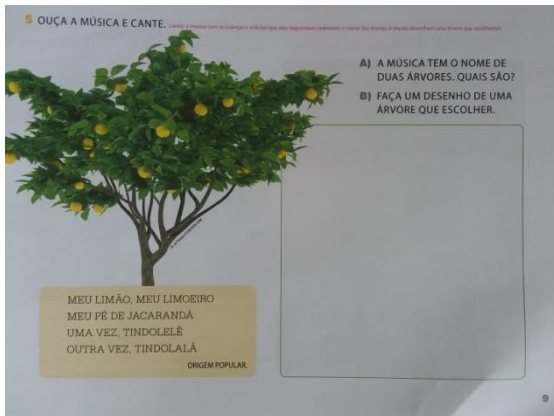 5 OUÇA A MÚSICA E CANTE.
A) A MÚSICA TEM O NOME DE
DUAS ÁRVORES. QUAIS SÃO?
B) FAÇA UM DESENHO DE UMA
ÁRVORE QUE ESCOLHER.
MEU LIMÃO, MEU LIMOEIRO
MEU PÉ DE JACARANDÁ
UMA VEZ, TINDOLELÊ
OUTRA VEZ, TINDOLALÁ
ORIGEM POPULAR.
9